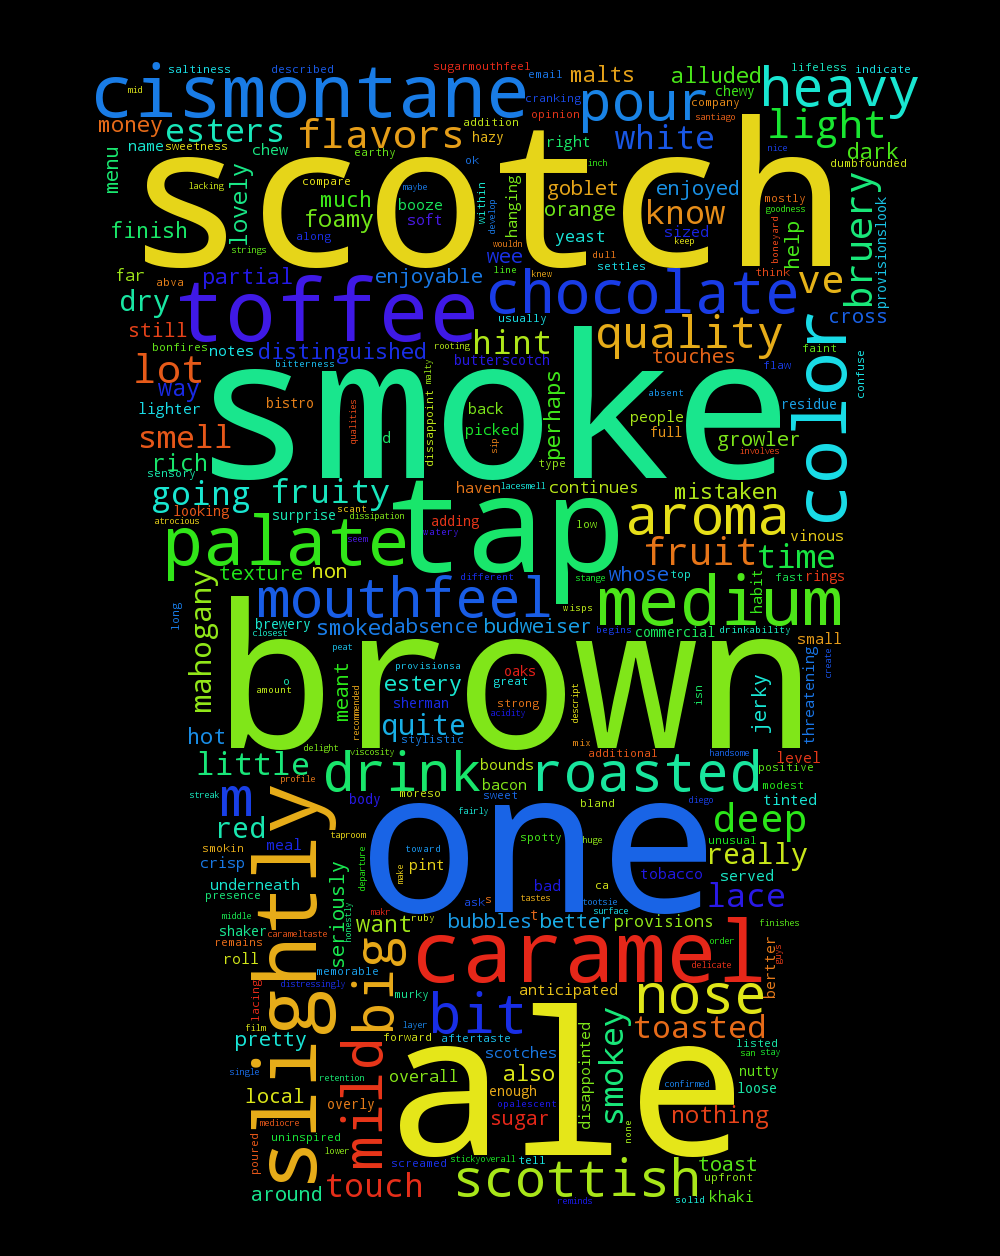 saltiness described sugarmouthfeel email malts alluded lifeless indicate
mid cismontane cranking pour company chewy heavy
money esters flavors addition opinion white santiago light
menu name sweetness chew earthy hazy right inch nice dark
lacking scotch ok dumbfounded
compare much booze maybe within develop hanging goblet enjoyed mostly goodness
lovely foamy soft orange know boneyard help bruery provisionslook
finish along wouldn yeast sized keep
strings wee dull settles
far abva partial enjoyable line knew think ve
dry toffee chocolate cross
still usually quality
bonfires notes distinguished rooting hint touches faint
lot bitterness butterscotch flaw confuse
way malty perhaps absent color
lighter bistro smoke back people residue
smell qualities d dissappoint picked sip full growler
rich type involves
sensory haven lacesmell continues mistaken
going fruity
looking surprise scant dissipation tap adding low aroma vinous
atrocious seem watery
palate fruit time
texture non different stange whose top habit fast rings
mahogany mouthfeel wisps medium
long brewery smoked absence budweiser begins commercial drinkability small
closest peat
provisionsa create
amount o meant estery great oaks descript isn jerky threatening
recommended sherman strong brown
quite acidity
hot stylistic mix
delight viscosity additional handsome level
little drink bounds roasted positive
profile bacon modest
streak m body moreso sweet bland diego tinted
fairly one deep
red taproom huge
smokin meal toward spotty unusual really
crisp departure make pint
underneath bad tobacco served
presence seriously ask s tastes tootsie ca lace
middle honestly makr ruby t surface
shaker carameltaste want bubbles better provisions finishes
remains order
roll slightly caramel delicate bertter guys
memorable
lacing distressingly big murky anticipated nose
film layer bit toasted
pretty forward aftertaste listed
scotches smokey san stay
single retention overall also confirmed nutty
local mild enough disappointed loose
overly opalescent
mediocre sugar nothing
uninspired ale none
poured lower stickyoverall tell
screamed toast
around touch scottish upfront
reminds solid khaki